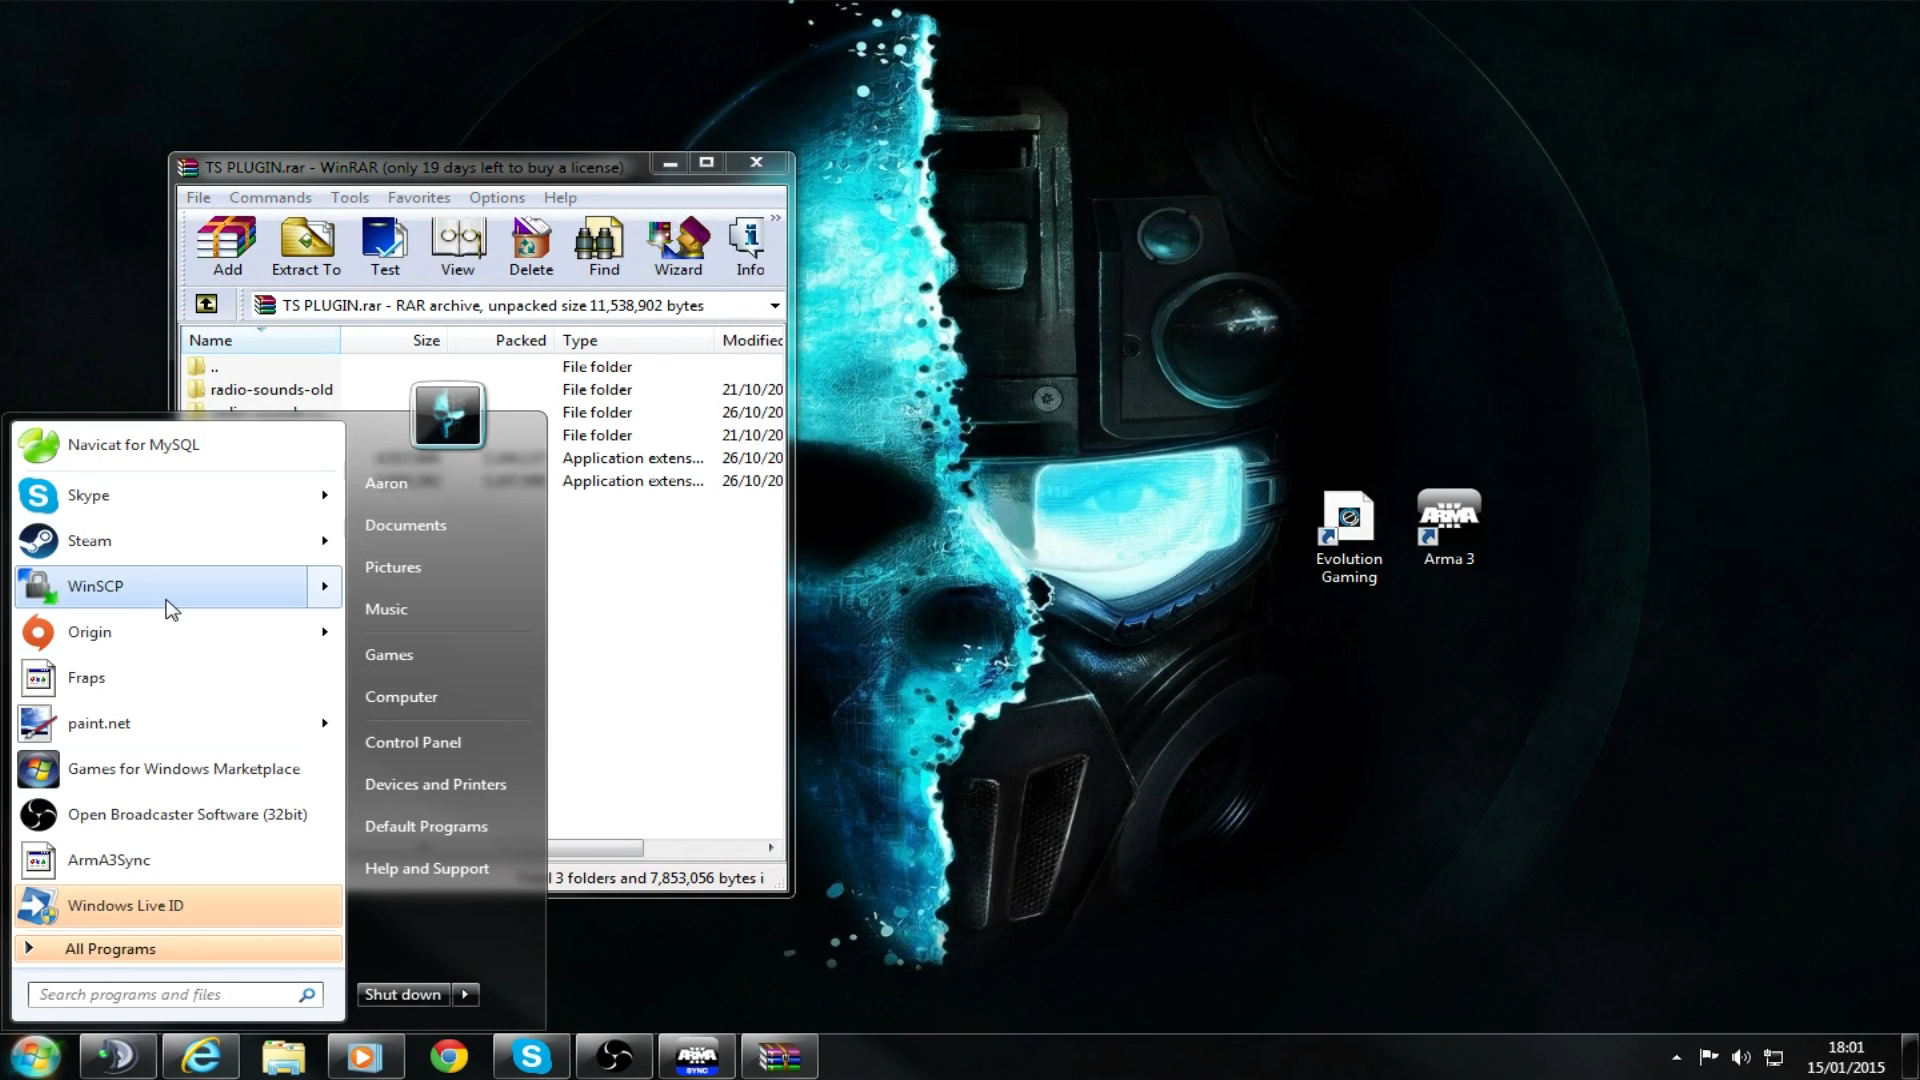 TS PLUGIN.rar - WinRAR (only 19 days left to buy a license)
File Commands Tools Favorites Options Help
Add Extract To Test View Delete Find Wizard Info
TS PLUGIN.rar - RAR archive, unpacked size 11,538,902 bytes
Name Size Packed Type Modified
.. File folder
radio-sounds-old File folder 21/10/20
File folder 26/10/20
File folder 21/10/20
Application extens... 26/10/20
Application extens... 26/10/20
3 folders and 7,853,056 bytes i
Navicat for MySQL
Skype
Steam
WinSCP
Origin
Fraps
paint.net
Games for Windows Marketplace
Open Broadcaster Software (32bit)
ArmA3Sync
Windows Live ID
All Programs
Search programs and files
Aaron
Documents
Pictures
Music
Games
Computer
Control Panel
Devices and Printers
Default Programs
Help and Support
Shut down
Evolution
Gaming
ARMA
Arma 3
ARMA
SYNC
18:01
15/01/2015